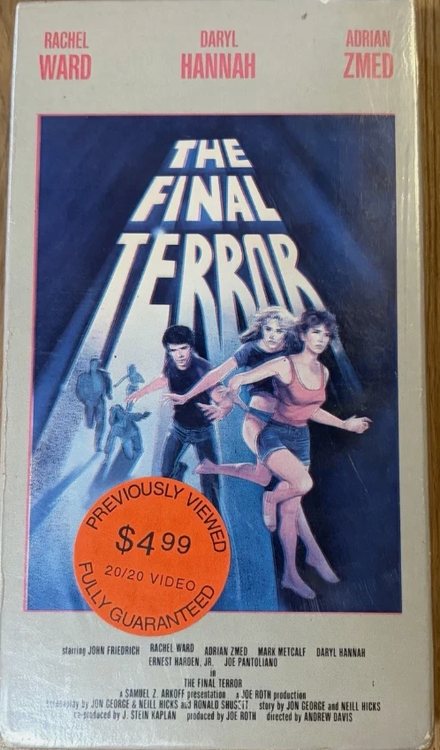 RACHEL WARD
DARYL HANNAH
ADRIAN ZMED
THE
FINAL
TERROR
PREVIOUSLY VIEWED
$4.99
20/20 VIDEO
FULLY GUARANTEED
starring JOHN FRIEDRICH RACHEL WARD ADRIAN ZMED MARK METCALF DARYL HANNAH
ERNEST HARDEN, JR. JOE PANTOLIANO
in
THE FINAL TERROR
a SAMUEL Z. ARKOFF presentation a JOE ROTH production
screenplay by JON GEORGE & NEILL HICKS and RONALD SHUSETT story by JON GEORGE and NEILL HICKS
co-produced by J. STEIN KAPLAN produced by JOE ROTH directed by ANDREW DAVIS